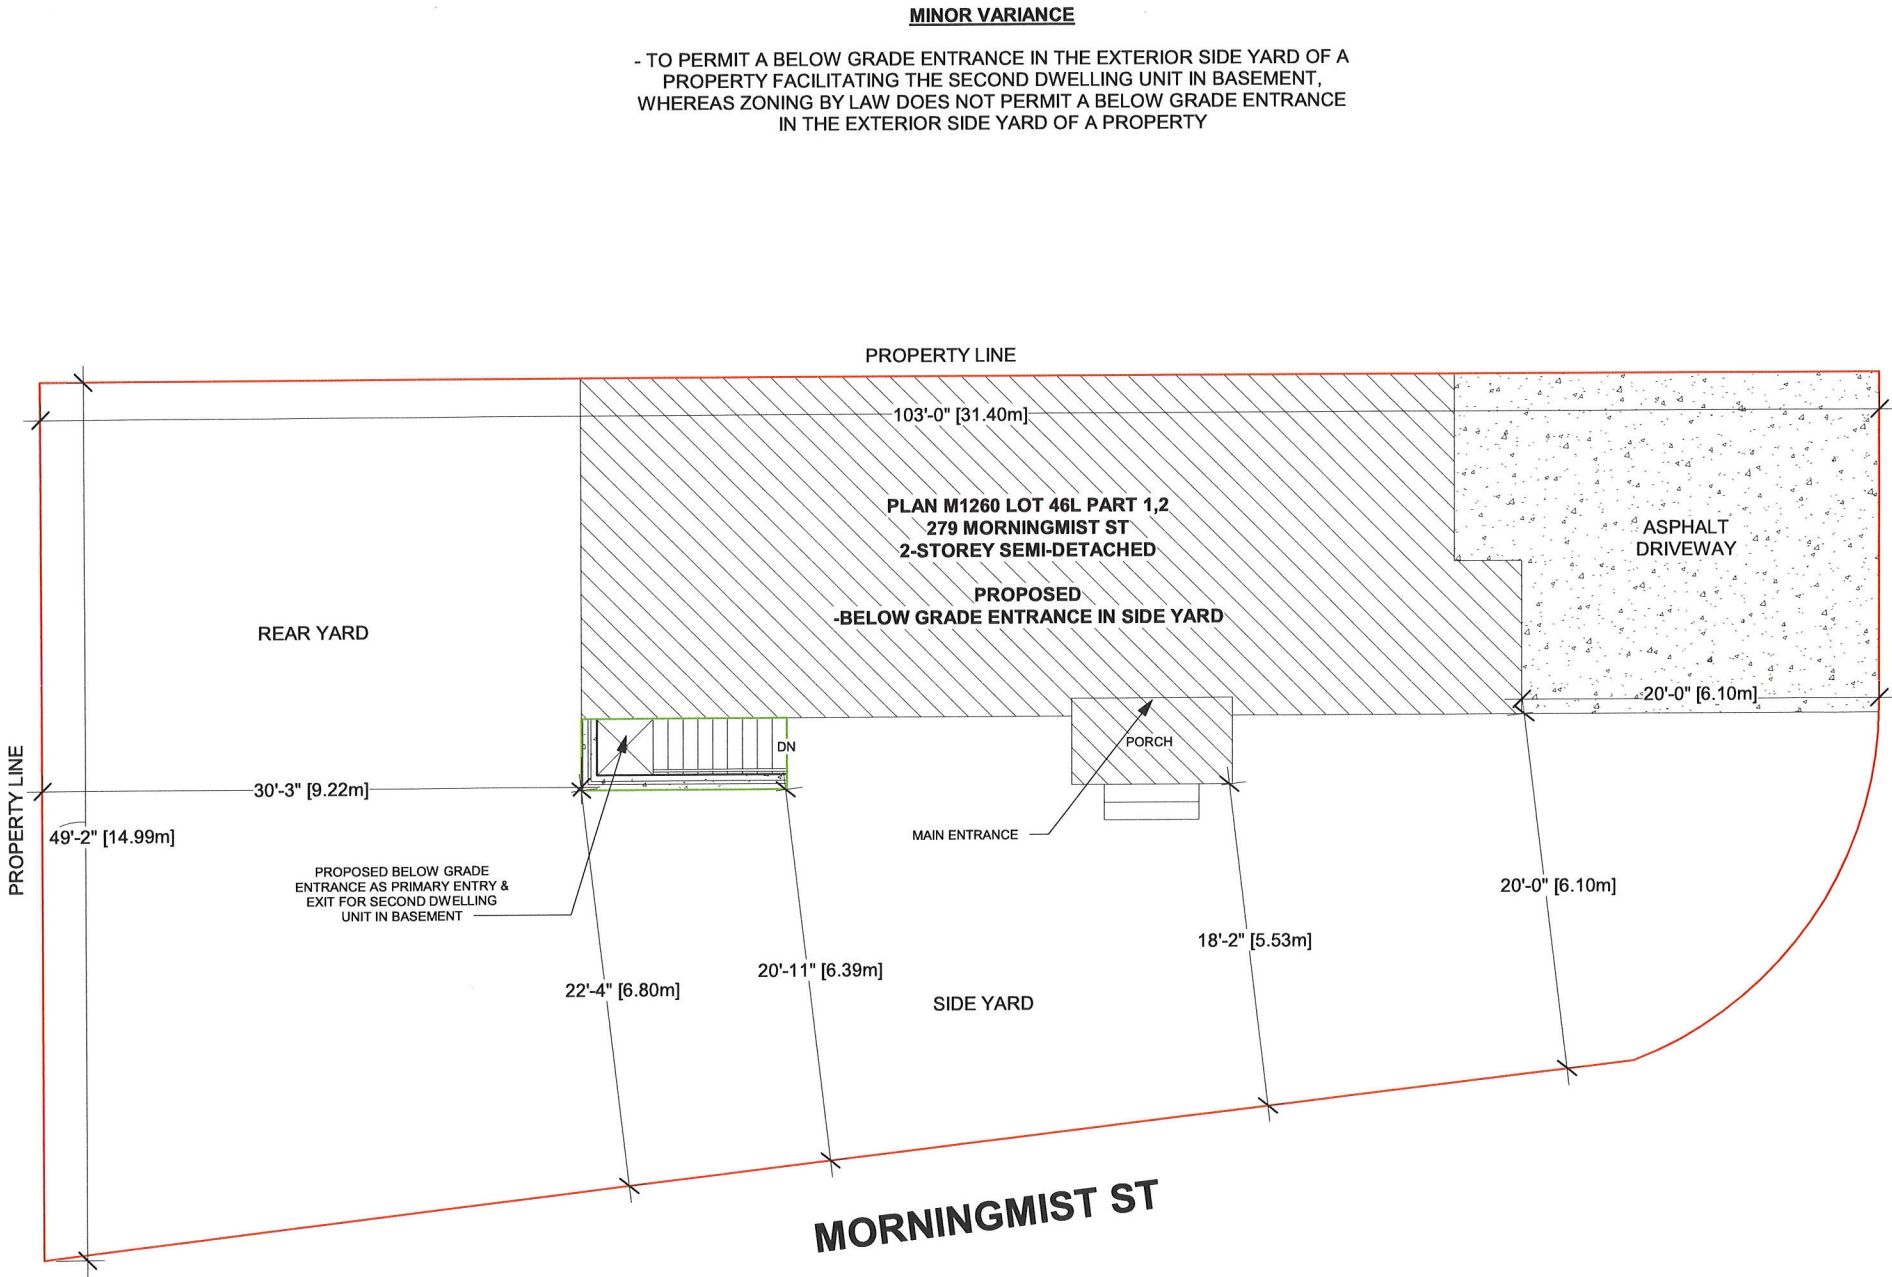 MINOR VARIANCE
- TO PERMIT A BELOW GRADE ENTRANCE IN THE EXTERIOR SIDE YARD OF A
PROPERTY FACILITATING THE SECOND DWELLING UNIT IN BASEMENT,
WHEREAS ZONING BY LAW DOES NOT PERMIT A BELOW GRADE ENTRANCE
IN THE EXTERIOR SIDE YARD OF A PROPERTY
PROPERTY LINE
103'-0" [31.40m]
PLAN M1260 LOT 46L PART 1,2
279 MORNINGMIST ST
2-STOREY SEMI-DETACHED
PROPOSED
-BELOW GRADE ENTRANCE IN SIDE YARD
ASPHALT
DRIVEWAY
REAR YARD
20'-0" [6.10m]
PORCH
DN
30'-3" [9.22m]
PROPERTY LINE
49'-2" [14.99m]
MAIN ENTRANCE
PROPOSED BELOW GRADE
ENTRANCE AS PRIMARY ENTRY &
EXIT FOR SECOND DWELLING
UNIT IN BASEMENT
20'-0" [6.10m]
18'-2" [5.53m]
20'-11" [6.39m]
22'-4" [6.80m]
SIDE YARD
MORNINGMIST ST